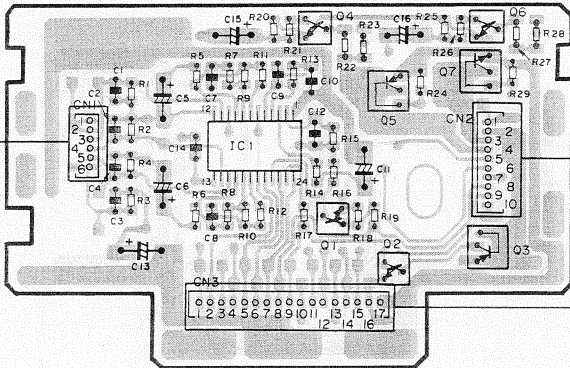 C15 R20 R21 Q4 C16 R25 Q6
R22 R23 R26 R27 R28
R5 R7 R11 R13 Q7
C1 C2 R1 C5 C7 R9 C9 C10 Q5 R24 R29
CN1 12 1 CN2
1 R2 C12 1
2 2
3 C14 IC1 R15 3
4 R4 4
5 C11 5
6 C4 C6 13 24 6
R6 R8 R14 R16 7
R3 8
C3 R12 R19 9
C8 R10 R17 Q1 R18 10
C13 Q2 Q3
CN3
1 2 3 4 5 6 7 8 9 10 11 13 15 17
12 14 16